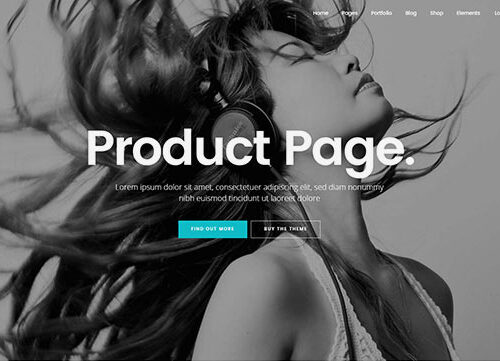 Home Pages Portfolio Blog Shop Elements
Product Page.
Lorem ipsum dolor sit amet, consectetuer adipiscing elit, sed diam nonummy
nibh euismod tincidunt ut laoreet dolore
FIND OUT MORE BUY THE THEME